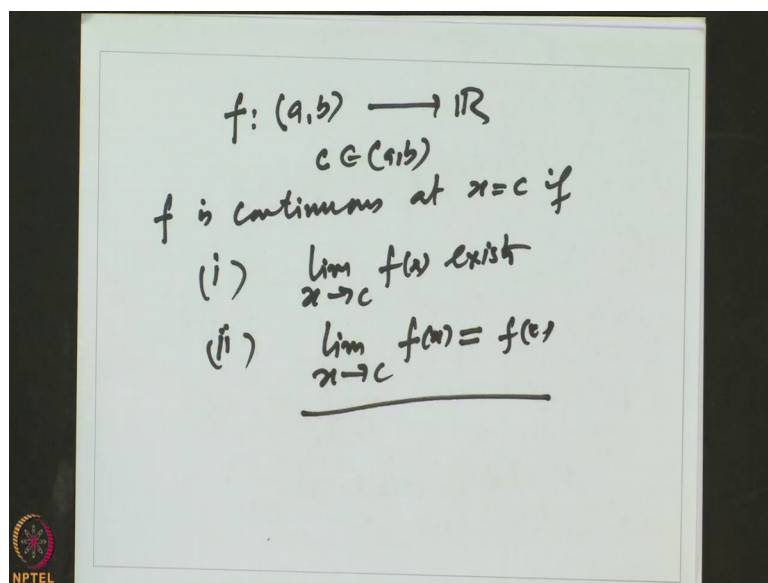 f: (a,b) ⟶ ℝ
c ∈ (a,b)
f is continuous at x=c if
(i) lim x→c f(x) exist
(ii) lim x→c f(x) = f(c)
NPTEL